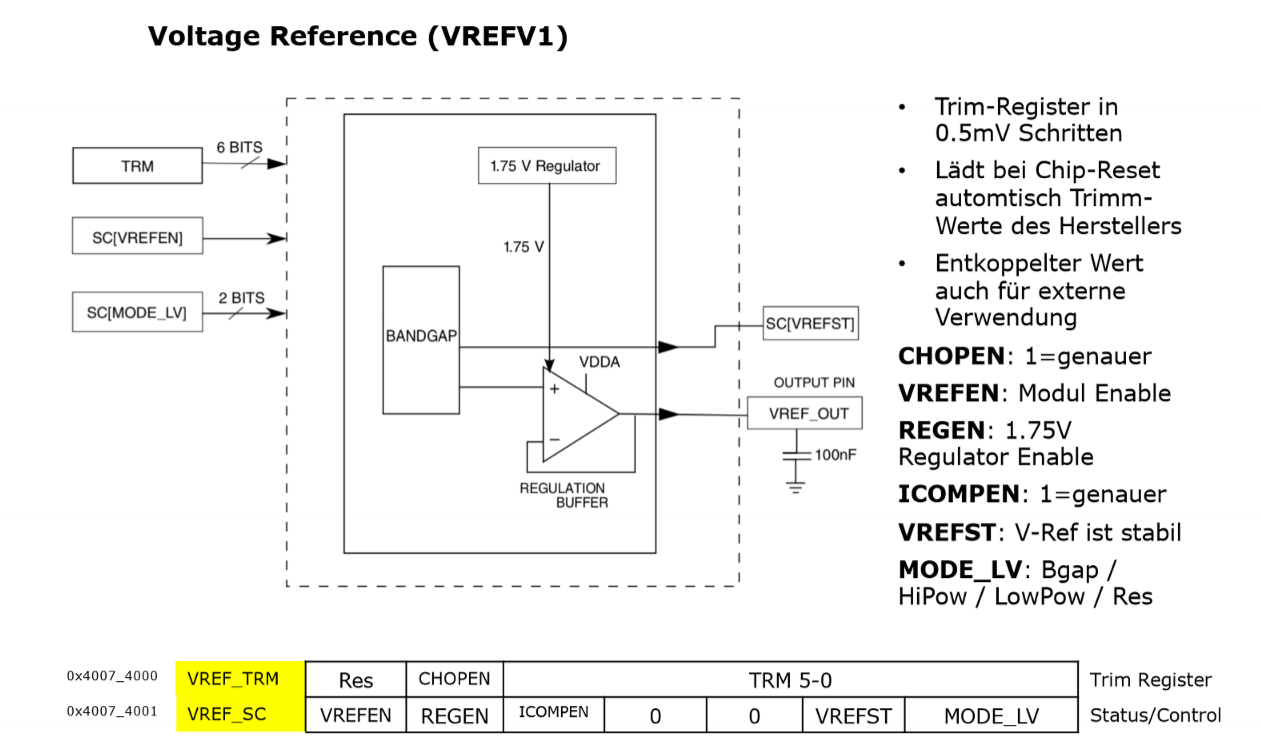 Voltage Reference (VREFV1)
TRM
6 BITS
SC[VREFEN]
SC[MODE_LV]
2 BITS
1.75 V Regulator
1.75 V
BANDGAP
VDDA
+
−
REGULATION
BUFFER
SC[VREFST]
OUTPUT PIN
VREF_OUT
100nF
• Trim-Register in
0.5mV Schritten
• Lädt bei Chip-Reset
automtisch Trimm-
Werte des Herstellers
• Entkoppelter Wert
auch für externe
Verwendung
CHOPEN: 1=genauer
VREFEN: Modul Enable
REGEN: 1.75V
Regulator Enable
ICOMPEN: 1=genauer
VREFST: V-Ref ist stabil
MODE_LV: Bgap /
HiPow / LowPow / Res
0x4007_4000 VREF_TRM Res CHOPEN TRM 5-0 Trim Register
0x4007_4001 VREF_SC VREFEN REGEN ICOMPEN 0 0 VREFST MODE_LV Status/Control